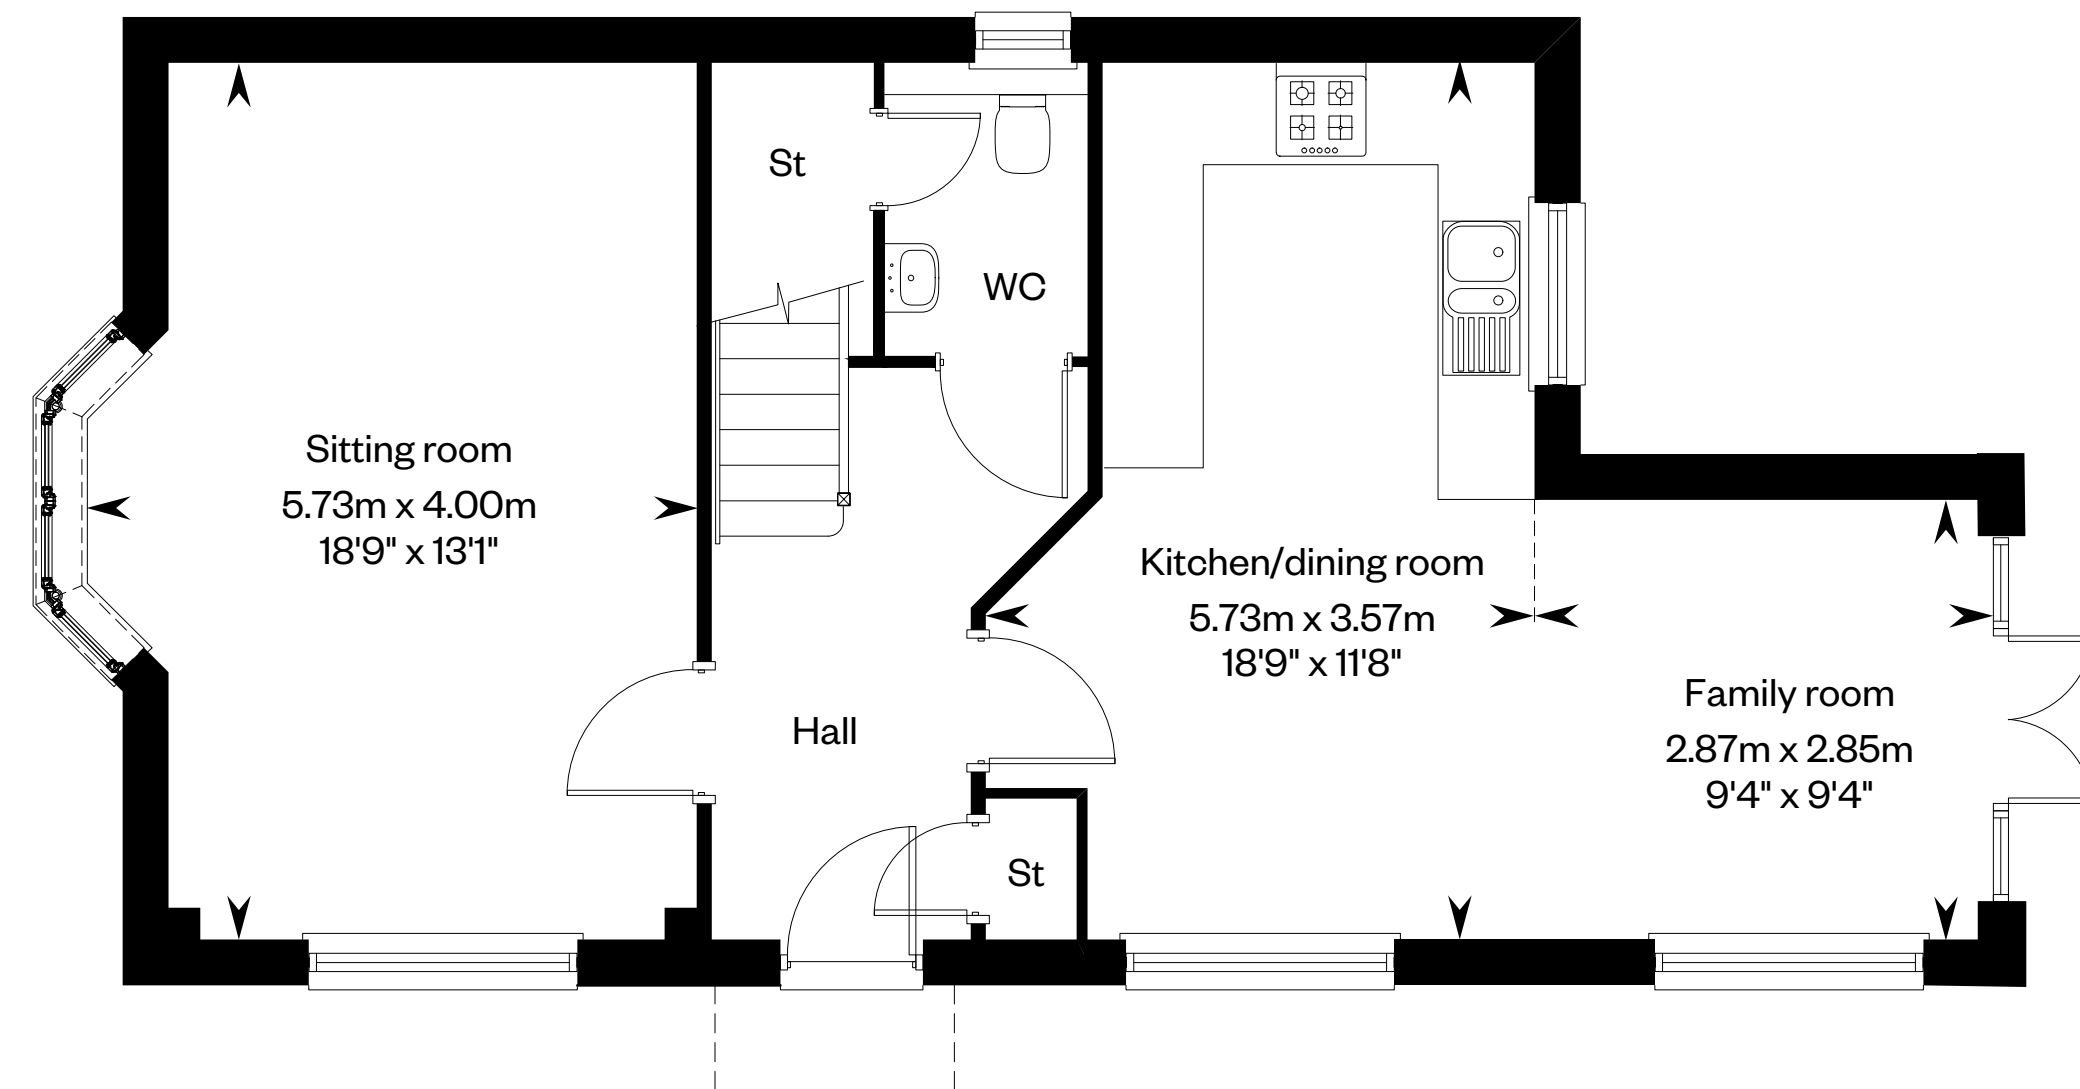 St
WC
Sitting room
5.73m x 4.00m
18'9" x 13'1"
Kitchen/dining room
5.73m x 3.57m
18'9" x 11'8"
Hall
Family room
2.87m x 2.85m
9'4" x 9'4"
St